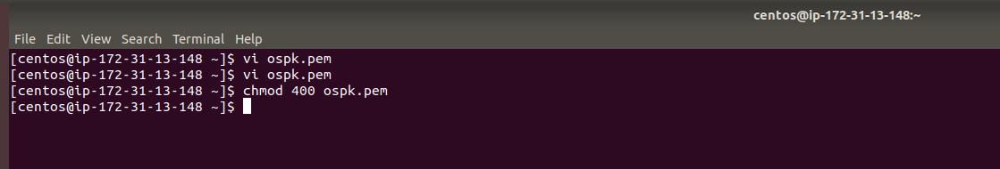 centos@ip-172-31-13-148:~
File Edit View Search Terminal Help
[centos@ip-172-31-13-148 ~]$ vi ospk.pem
[centos@ip-172-31-13-148 ~]$ vi ospk.pem
[centos@ip-172-31-13-148 ~]$ chmod 400 ospk.pem
[centos@ip-172-31-13-148 ~]$